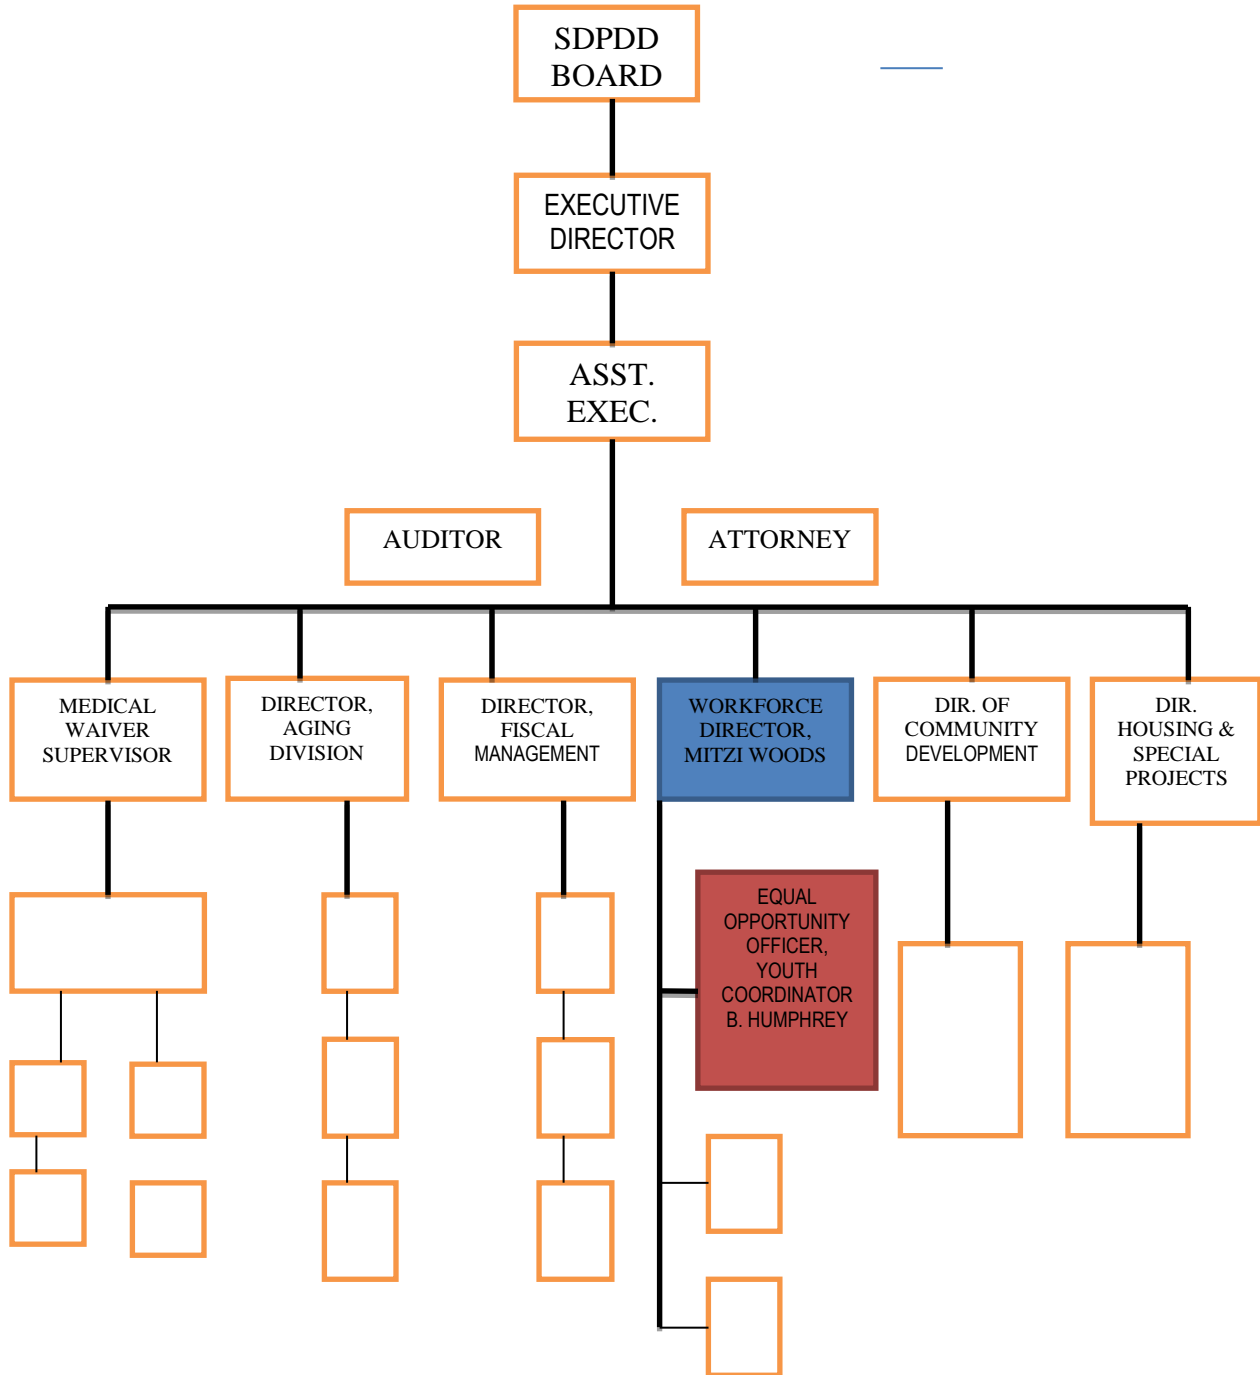 SDPDD
BOARD
EXECUTIVE
DIRECTOR
ASST.
EXEC.
AUDITOR
ATTORNEY
MEDICAL
WAIVER
SUPERVISOR
DIRECTOR,
AGING
DIVISION
DIRECTOR,
FISCAL
MANAGEMENT
WORKFORCE
DIRECTOR,
MITZI WOODS
DIR. OF
COMMUNITY
DEVELOPMENT
DIR.
HOUSING &
SPECIAL
PROJECTS
EQUAL
OPPORTUNITY
OFFICER,
YOUTH
COORDINATOR
B. HUMPHREY